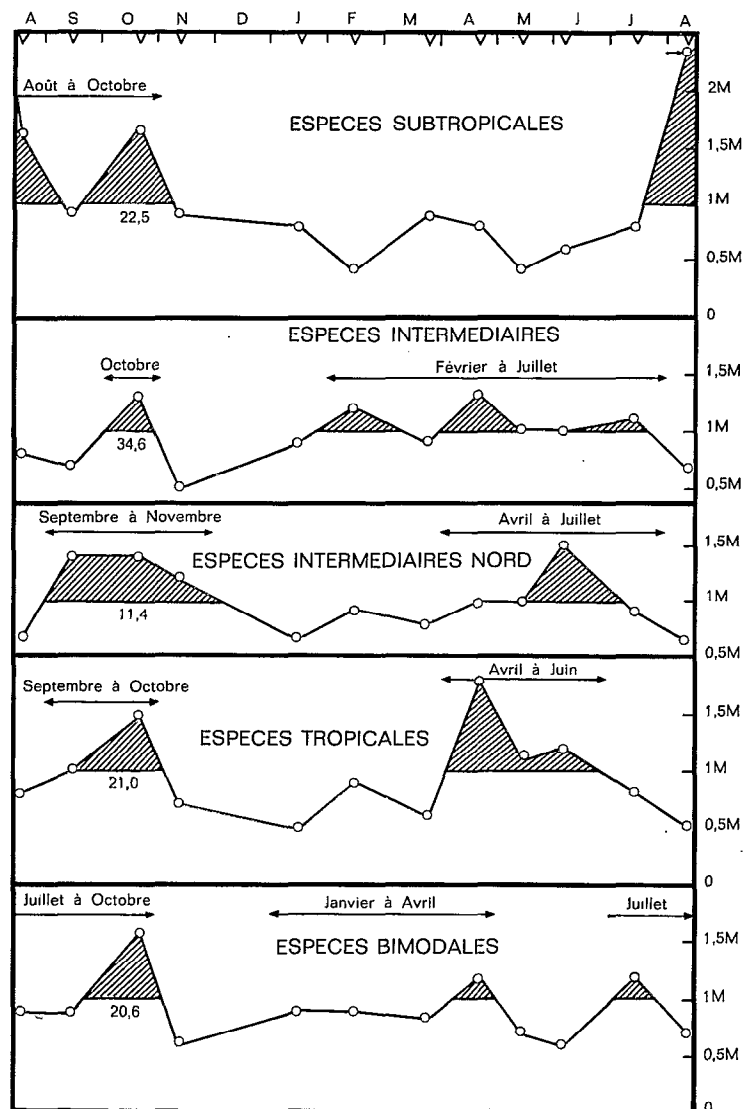 A S O N D J F M A M J J A
Août à Octobre
2M
ESPECES SUBTROPICALES
1,5M
1M
22,5
0,5M
0
ESPECES INTERMEDIAIRES
Octobre
Février à Juillet
1,5M
1M
34,6
0,5M
Septembre à Novembre
Avril à Juillet
1,5M
ESPECES INTERMEDIAIRES NORD
1M
11,4
0,5M
Septembre à Octobre
Avril à Juin
1,5M
ESPECES TROPICALES
1M
21,0
0,5M
0
Juillet à Octobre
Janvier à Avril
Juillet
1,5M
ESPECES BIMODALES
1M
20,6
0,5M
0